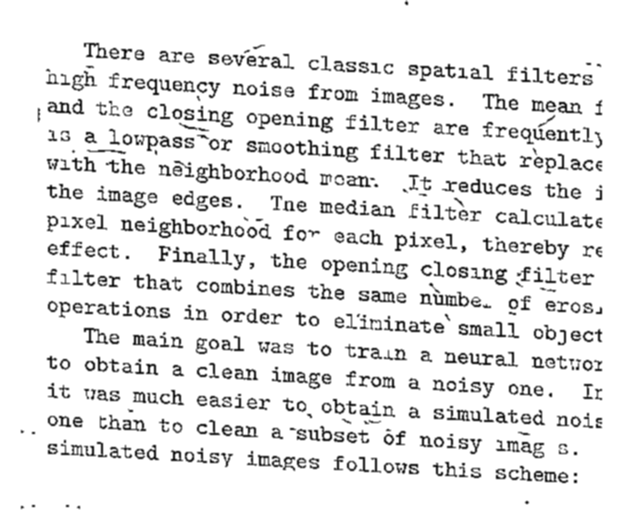 There are several classic spatial filters
high frequency noise from images. The mean f
and the closing opening filter are frequently
is a lowpass or smoothing filter that replace
with the neighborhood mean. It reduces the i
the image edges. The median filter calculate
pixel neighborhood for each pixel, thereby re
effect. Finally, the opening closing filter
filter that combines the same number of eros
operations in order to eliminate small object
The main goal was to train a neural networ
to obtain a clean image from a noisy one. In
it was much easier to obtain a simulated nois
one than to clean a subset of noisy imag s.
simulated noisy images follows this scheme: